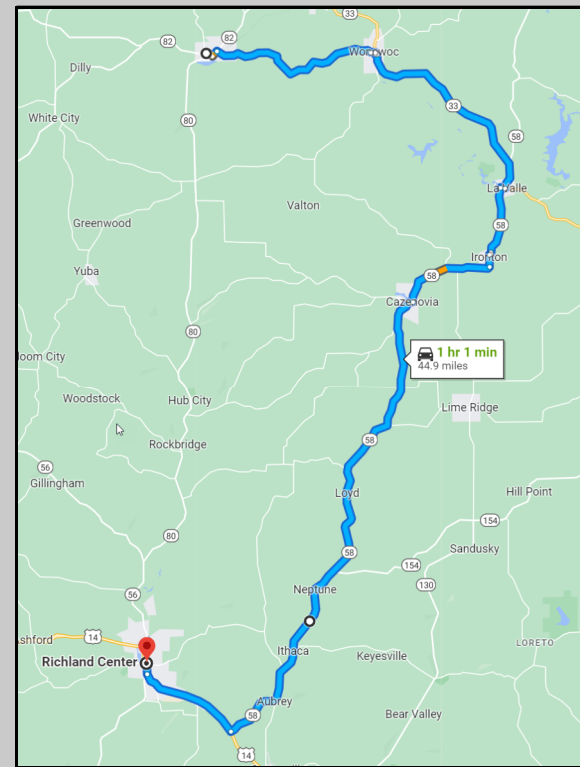 33
82
82
Wonewoc
Dilly
33
80
White City
58
La Valle
Valton
58
Greenwood
Ironton
Yuba
58
Cazenovia
80
1 hr 1 min
44.9 miles
loom City
Woodstock
Hub City
Lime Ridge
58
Rockbridge
56
Gillingham
Loyd
Hill Point
154
80
58
Sandusky
154
130
Neptune
56
14
shford
LORETO
Ithaca
Keyesville
Richland Center
Aubrey
58
Bear Valley
14